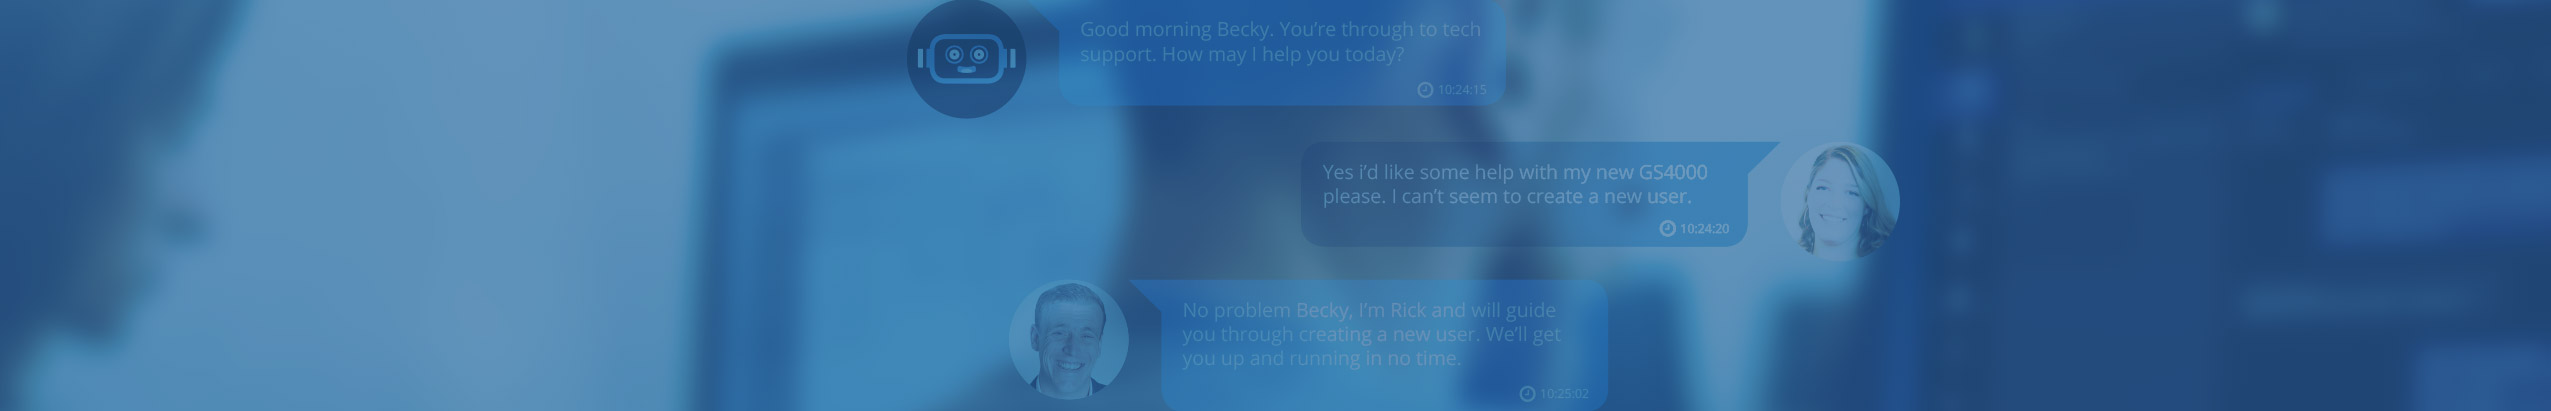 Good morning Becky. You're through to tech
support. How may I help you today?
10:24:15
Yes i'd like some help with my new GS4000
please. I can't seem to create a new user.
10:24:20
No problem Becky, I'm Rick and will guide
you through creating a new user. We'll get
you up and running in no time.
10:25:02